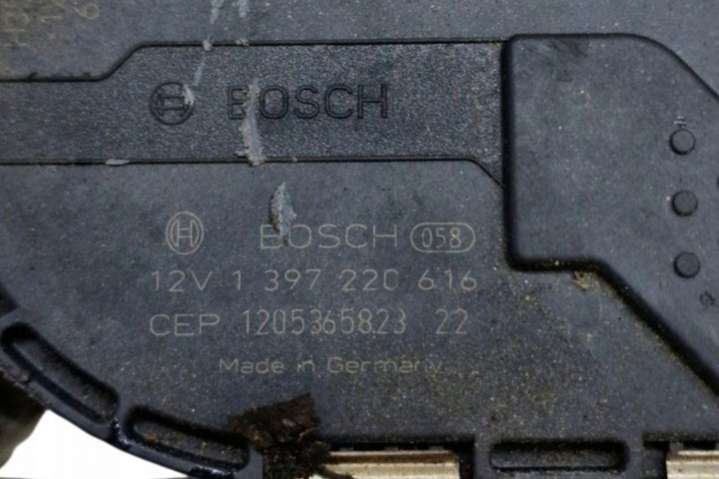 BOSCH
BOSCH 058
12V 1 397 220 616
CEP 1205365823 22
Made in Germany